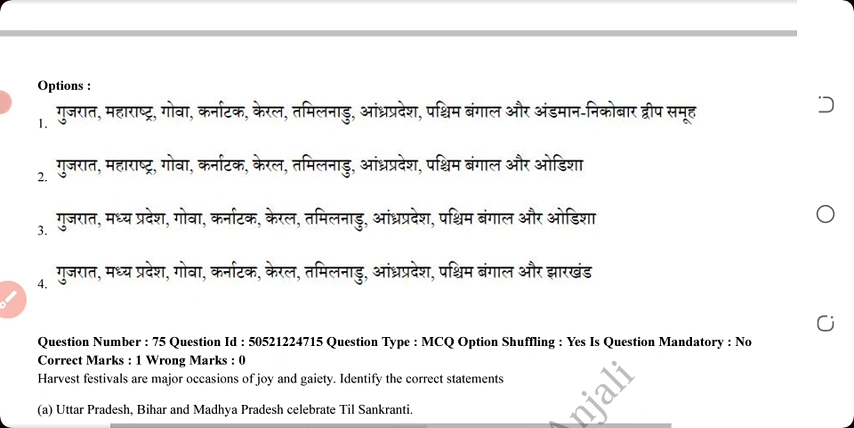 Options :
1. गुजरात, महाराष्ट्र, गोवा, कर्नाटक, केरल, तमिलनाडु, आंध्रप्रदेश, पश्चिम बंगाल और अंडमान-निकोबार द्वीप समूह
2. गुजरात, महाराष्ट्र, गोवा, कर्नाटक, केरल, तमिलनाडु, आंध्रप्रदेश, पश्चिम बंगाल और ओडिशा
3. गुजरात, मध्य प्रदेश, गोवा, कर्नाटक, केरल, तमिलनाडु, आंध्रप्रदेश, पश्चिम बंगाल और ओडिशा
4. गुजरात, मध्य प्रदेश, गोवा, कर्नाटक, केरल, तमिलनाडु, आंध्रप्रदेश, पश्चिम बंगाल और झारखंड
Question Number : 75 Question Id : 50521224715 Question Type : MCQ Option Shuffling : Yes Is Question Mandatory : No
Correct Marks : 1 Wrong Marks : 0
Harvest festivals are major occasions of joy and gaiety. Identify the correct statements
(a) Uttar Pradesh, Bihar and Madhya Pradesh celebrate Til Sankranti.